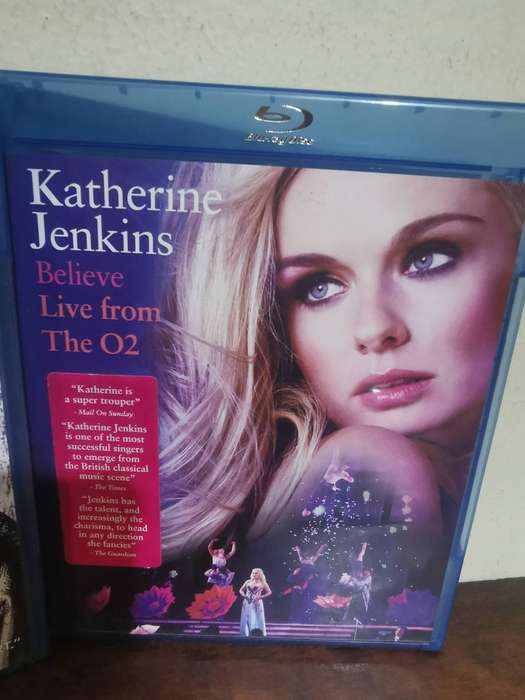 Blu-ray Disc
Katherine
Jenkins
Believe
Live from
The O2
“Katherine is
a super trouper”
- Mail On Sunday
“Katherine Jenkins
is one of the most
successful singers
to emerge from
the British classical
music scene”
- The Times
“Jenkins has
the talent, and
increasingly the
charisma, to head
in any direction
she fancies”
- The Guardian